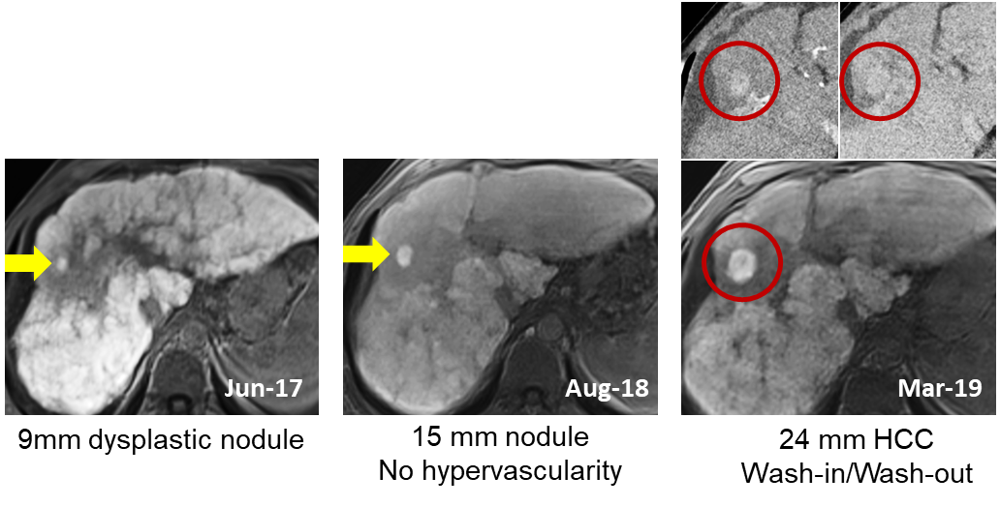 Jun-17
Aug-18
Mar-19
9mm dysplastic nodule
15 mm nodule
No hypervascularity
24 mm HCC
Wash-in/Wash-out